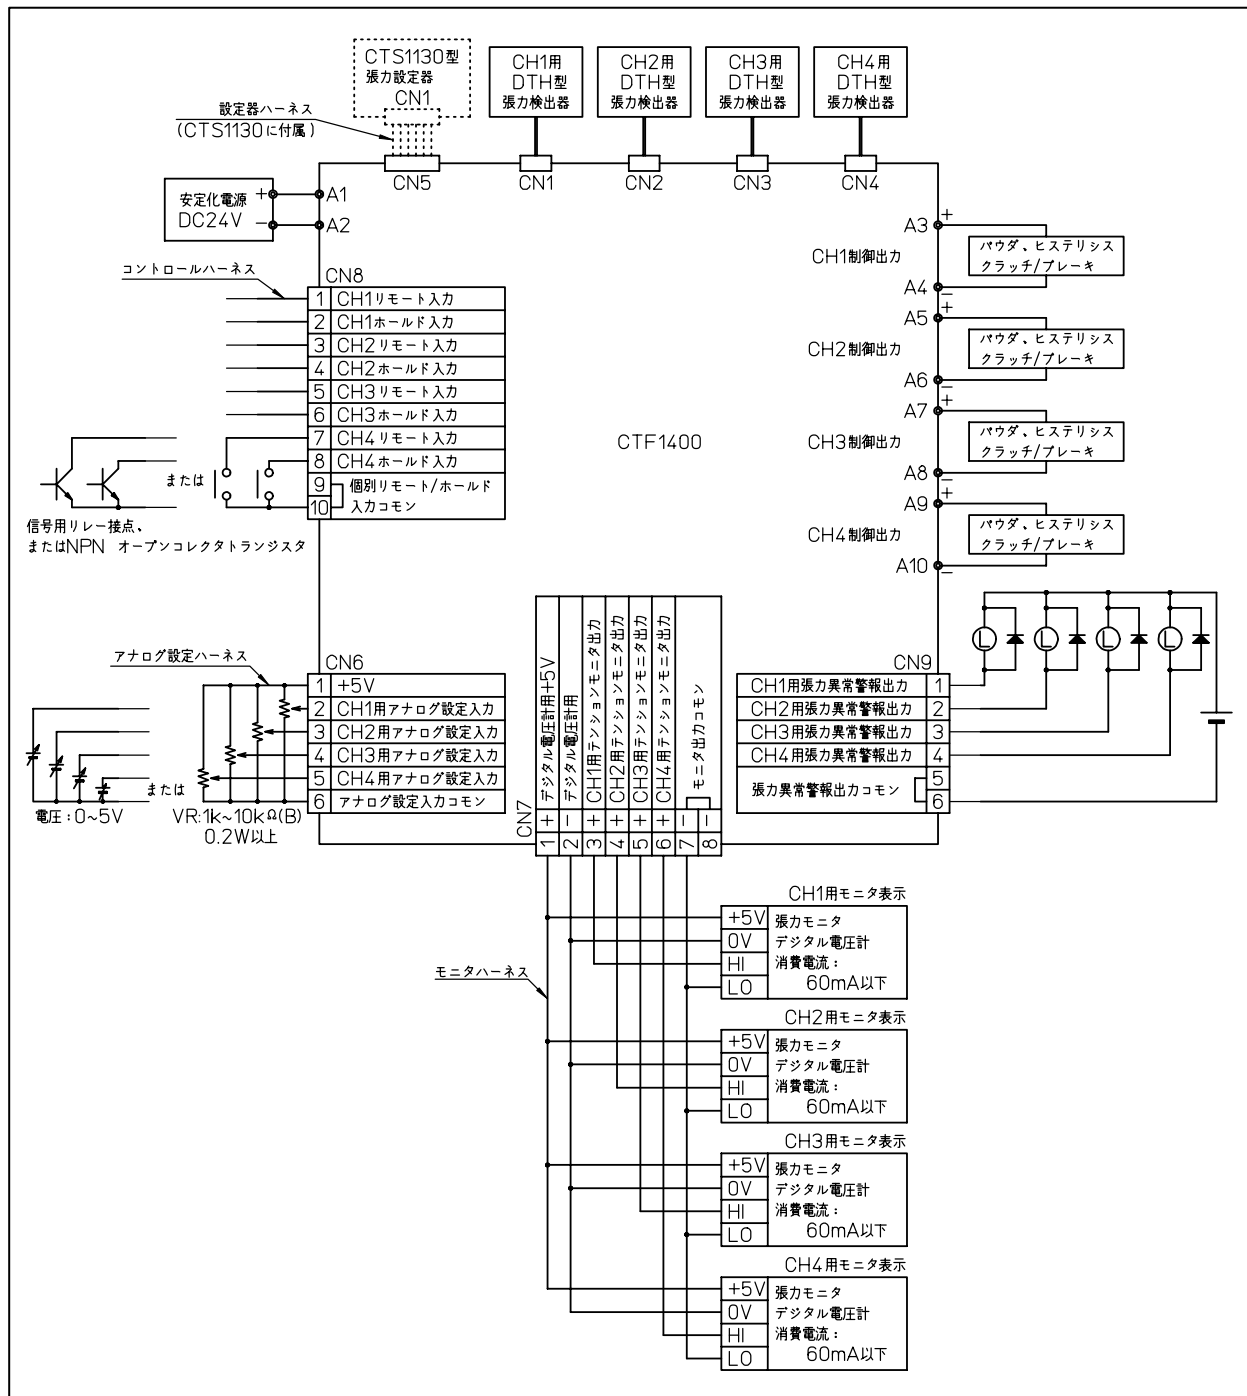 CTS1130型
張力設定器
CN1
CH1用
DTH型
張力検出器
CH2用
DTH型
張力検出器
CH3用
DTH型
張力検出器
CH4用
DTH型
張力検出器
設定器ハーネス
(CTS1130に付属)
CN5
CN1
CN2
CN3
CN4
安定化電源
DC24V
+
−
A1
A2
コントロールハーネス
CN8
1 CH1リモート入力
2 CH1ホールド入力
3 CH2リモート入力
4 CH2ホールド入力
5 CH3リモート入力
6 CH3ホールド入力
7 CH4リモート入力
8 CH4ホールド入力
9 個別リモート/ホールド
10 入力コモン
または
信号用リレー接点、
またはNPN オープンコレクタトランジスタ
CTF1400
A3 +
CH1制御出力
A4 −
パウダ、ヒステリシス
クラッチ/ブレーキ
A5 +
CH2制御出力
A6 −
パウダ、ヒステリシス
クラッチ/ブレーキ
A7 +
CH3制御出力
A8 −
パウダ、ヒステリシス
クラッチ/ブレーキ
A9 +
CH4制御出力
A10 −
パウダ、ヒステリシス
クラッチ/ブレーキ
アナログ設定ハーネス
CN6
1 +5V
2 CH1用アナログ設定入力
3 CH2用アナログ設定入力
4 CH3用アナログ設定入力
5 CH4用アナログ設定入力
6 アナログ設定入力コモン
または
電圧:0~5V
VR:1k~10kΩ(B)
0.2W以上
CN7
1 + デジタル電圧計用+5V
2 − デジタル電圧計用
3 + CH1用テンションモニタ出力
4 + CH2用テンションモニタ出力
5 + CH3用テンションモニタ出力
6 + CH4用テンションモニタ出力
7 − モニタ出力コモン
8 −
CN9
CH1用張力異常警報出力 1
CH2用張力異常警報出力 2
CH3用張力異常警報出力 3
CH4用張力異常警報出力 4
張力異常警報出力コモン 5
6
L
L
L
L
モニタハーネス
CH1用モニタ表示
+5V 張力モニタ
0V デジタル電圧計
HI 消費電流:
LO 60mA以下
CH2用モニタ表示
+5V 張力モニタ
0V デジタル電圧計
HI 消費電流:
LO 60mA以下
CH3用モニタ表示
+5V 張力モニタ
0V デジタル電圧計
HI 消費電流:
LO 60mA以下
CH4用モニタ表示
+5V 張力モニタ
0V デジタル電圧計
HI 消費電流:
LO 60mA以下